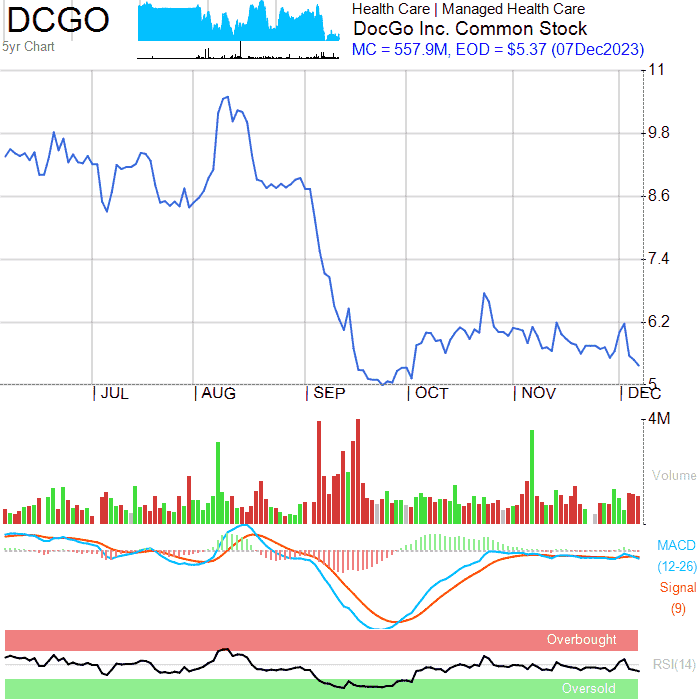 DCGO
5yr Chart
Health Care | Managed Health Care
DocGo Inc. Common Stock
MC = 557.9M, EOD = $5.37 (07Dec2023)
11
9.8
8.6
7.4
6.2
5
JUL
AUG
SEP
OCT
NOV
DEC
4M
Volume
MACD
(12-26)
Signal
(9)
Overbought
RSI(14)
Oversold